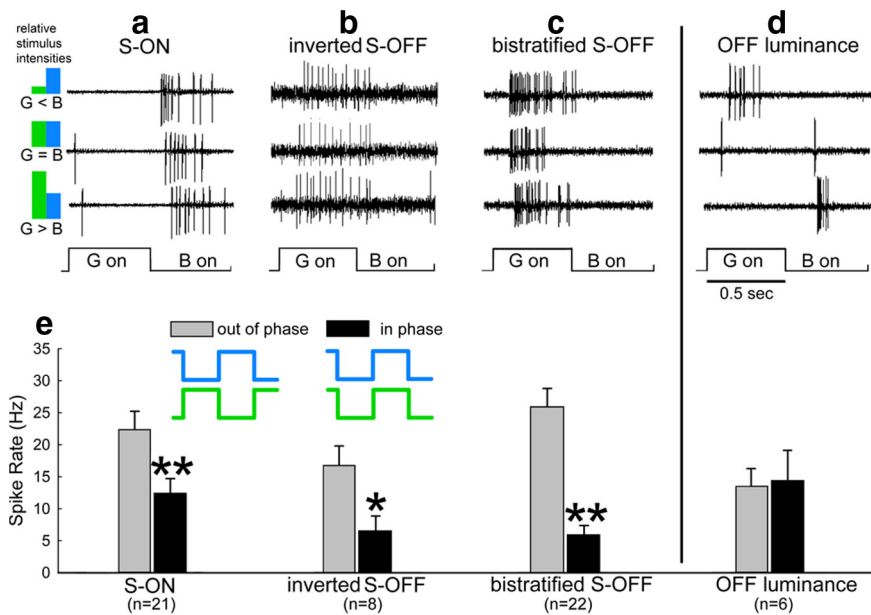 a
b
c
d
relative
stimulus
intensities
S-ON
inverted S-OFF
bistratified S-OFF
OFF luminance
G < B
G = B
G > B
G on
B on
G on
B on
G on
B on
G on
B on
0.5 sec
e
out of phase
in phase
Spike Rate (Hz)
35
30
25
20
15
10
5
0
**
*
**
S-ON
(n=21)
inverted S-OFF
(n=8)
bistratified S-OFF
(n=22)
OFF luminance
(n=6)